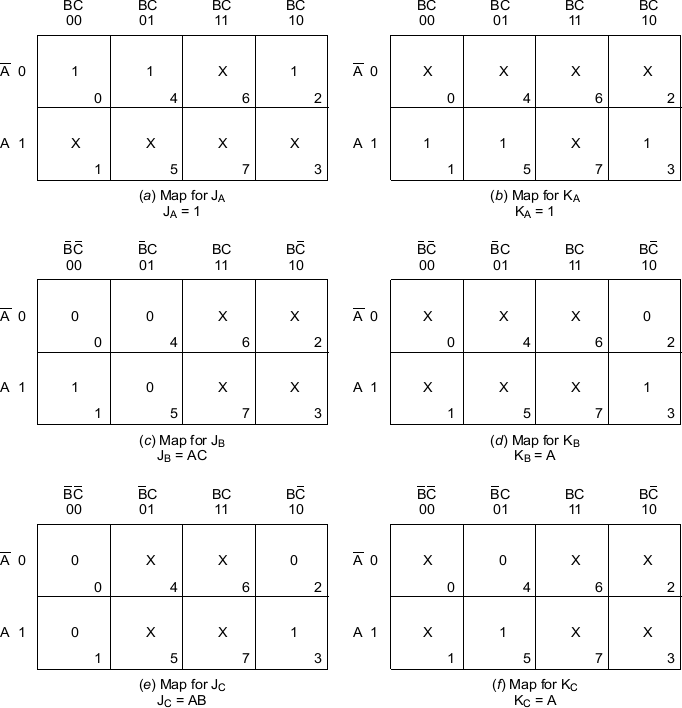 BC BC BC BC
00 01 11 10
A̅ 0 1 1 X 1
0 4 6 2
A 1 X X X X
1 5 7 3
(a) Map for J_A
J_A = 1
BC BC BC BC
00 01 11 10
A̅ 0 X X X X
0 4 6 2
A 1 1 1 X 1
1 5 7 3
(b) Map for K_A
K_A = 1
B̅C̅ B̅C BC BC̅
00 01 11 10
A̅ 0 0 0 X X
0 4 6 2
A 1 1 0 X X
1 5 7 3
(c) Map for J_B
J_B = AC
B̅C̅ B̅C BC BC̅
00 01 11 10
A̅ 0 X X X 0
0 4 6 2
A 1 X X X 1
1 5 7 3
(d) Map for K_B
K_B = A
B̅C̅ B̅C BC BC̅
00 01 11 10
A̅ 0 0 X X 0
0 4 6 2
A 1 0 X X 1
1 5 7 3
(e) Map for J_C
J_C = AB
B̅C̅ B̅C BC BC̅
00 01 11 10
A̅ 0 X 0 X X
0 4 6 2
A 1 X 1 X X
1 5 7 3
(f) Map for K_C
K_C = A